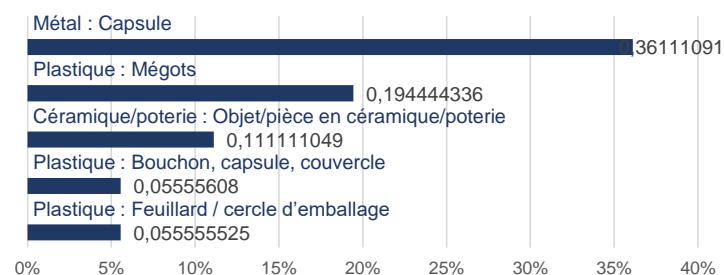 Métal : Capsule
0,36111091
Plastique : Mégots
0,194444336
Céramique/poterie : Objet/pièce en céramique/poterie
0,111111049
Plastique : Bouchon, capsule, couvercle
0,05555608
Plastique : Feuillard / cercle d’emballage
0,055555525
0% 5% 10% 15% 20% 25% 30% 35% 40%